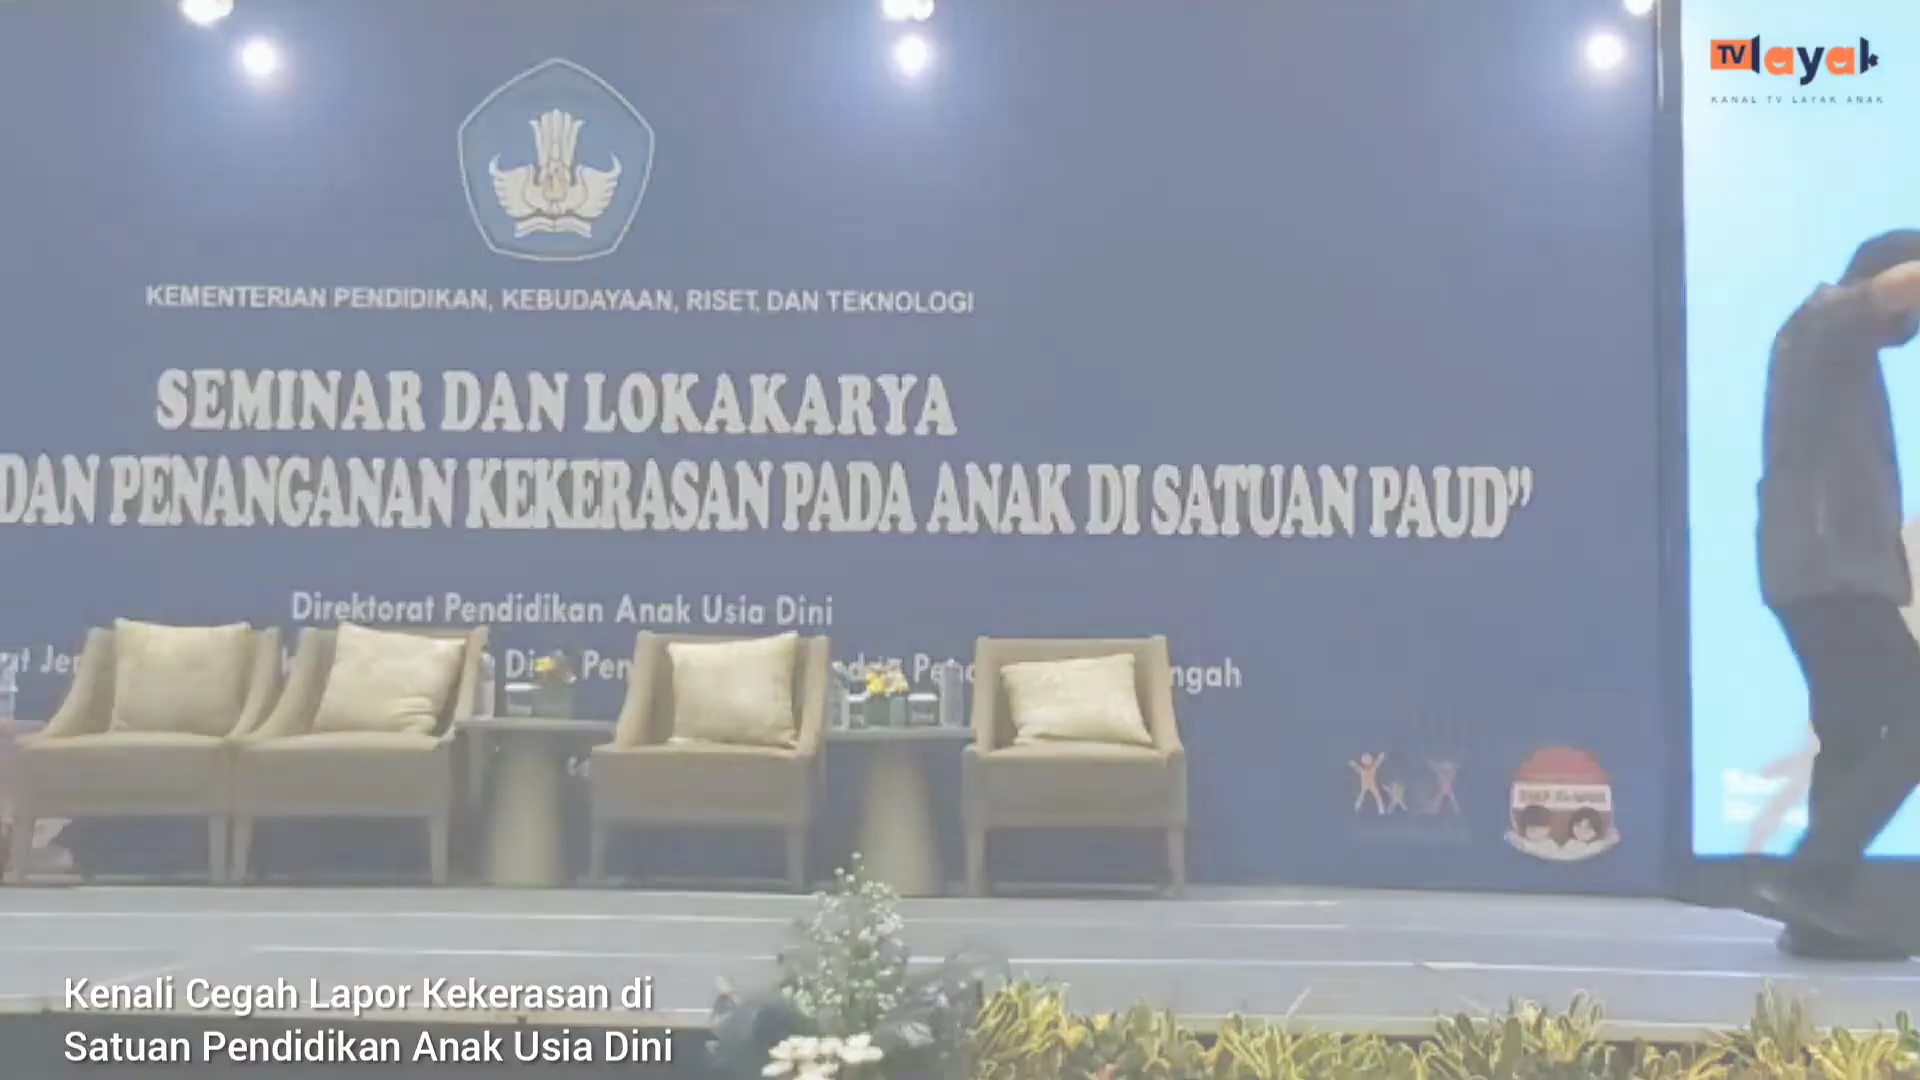 TV layak
KANAL TV LAYAK ANAK
KEMENTERIAN PENDIDIKAN, KEBUDAYAAN, RISET, DAN TEKNOLOGI
SEMINAR DAN LOKAKARYA
DAN PENANGANAN KEKERASAN PADA ANAK DI SATUAN PAUD”
Direktorat Pendidikan Anak Usia Dini
Kenali Cegah Lapor Kekerasan di
Satuan Pendidikan Anak Usia Dini